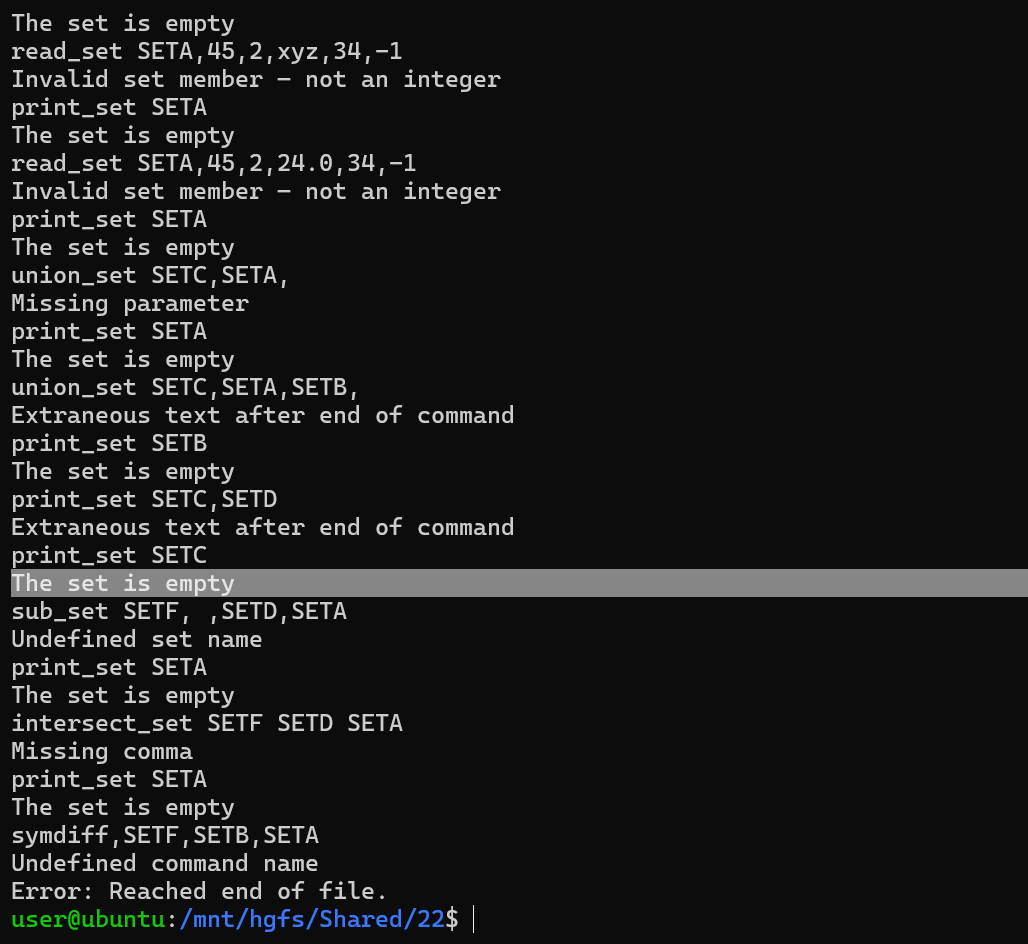 The set is empty
read_set SETA,45,2,xyz,34,-1
Invalid set member - not an integer
print_set SETA
The set is empty
read_set SETA,45,2,24.0,34,-1
Invalid set member - not an integer
print_set SETA
The set is empty
union_set SETC,SETA,
Missing parameter
print_set SETA
The set is empty
union_set SETC,SETA,SETB,
Extraneous text after end of command
print_set SETB
The set is empty
print_set SETC,SETD
Extraneous text after end of command
print_set SETC
The set is empty
sub_set SETF, ,SETD,SETA
Undefined set name
print_set SETA
The set is empty
intersect_set SETF SETD SETA
Missing comma
print_set SETA
The set is empty
symdiff,SETF,SETB,SETA
Undefined command name
Error: Reached end of file.
user@ubuntu:/mnt/hgfs/Shared/22$